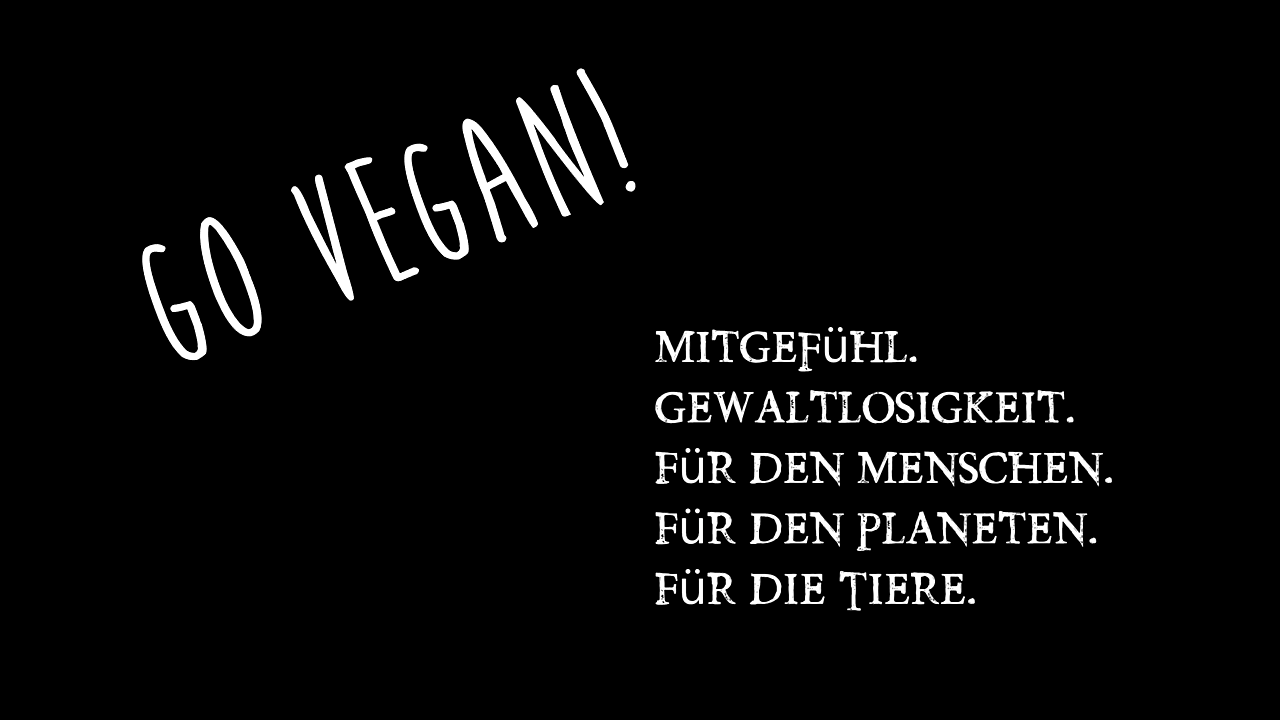 GO VEGAN!
MITGEFÜHL.
GEWALTLOSIGKEIT.
FÜR DEN MENSCHEN.
FÜR DEN PLANETEN.
FÜR DIE TIERE.